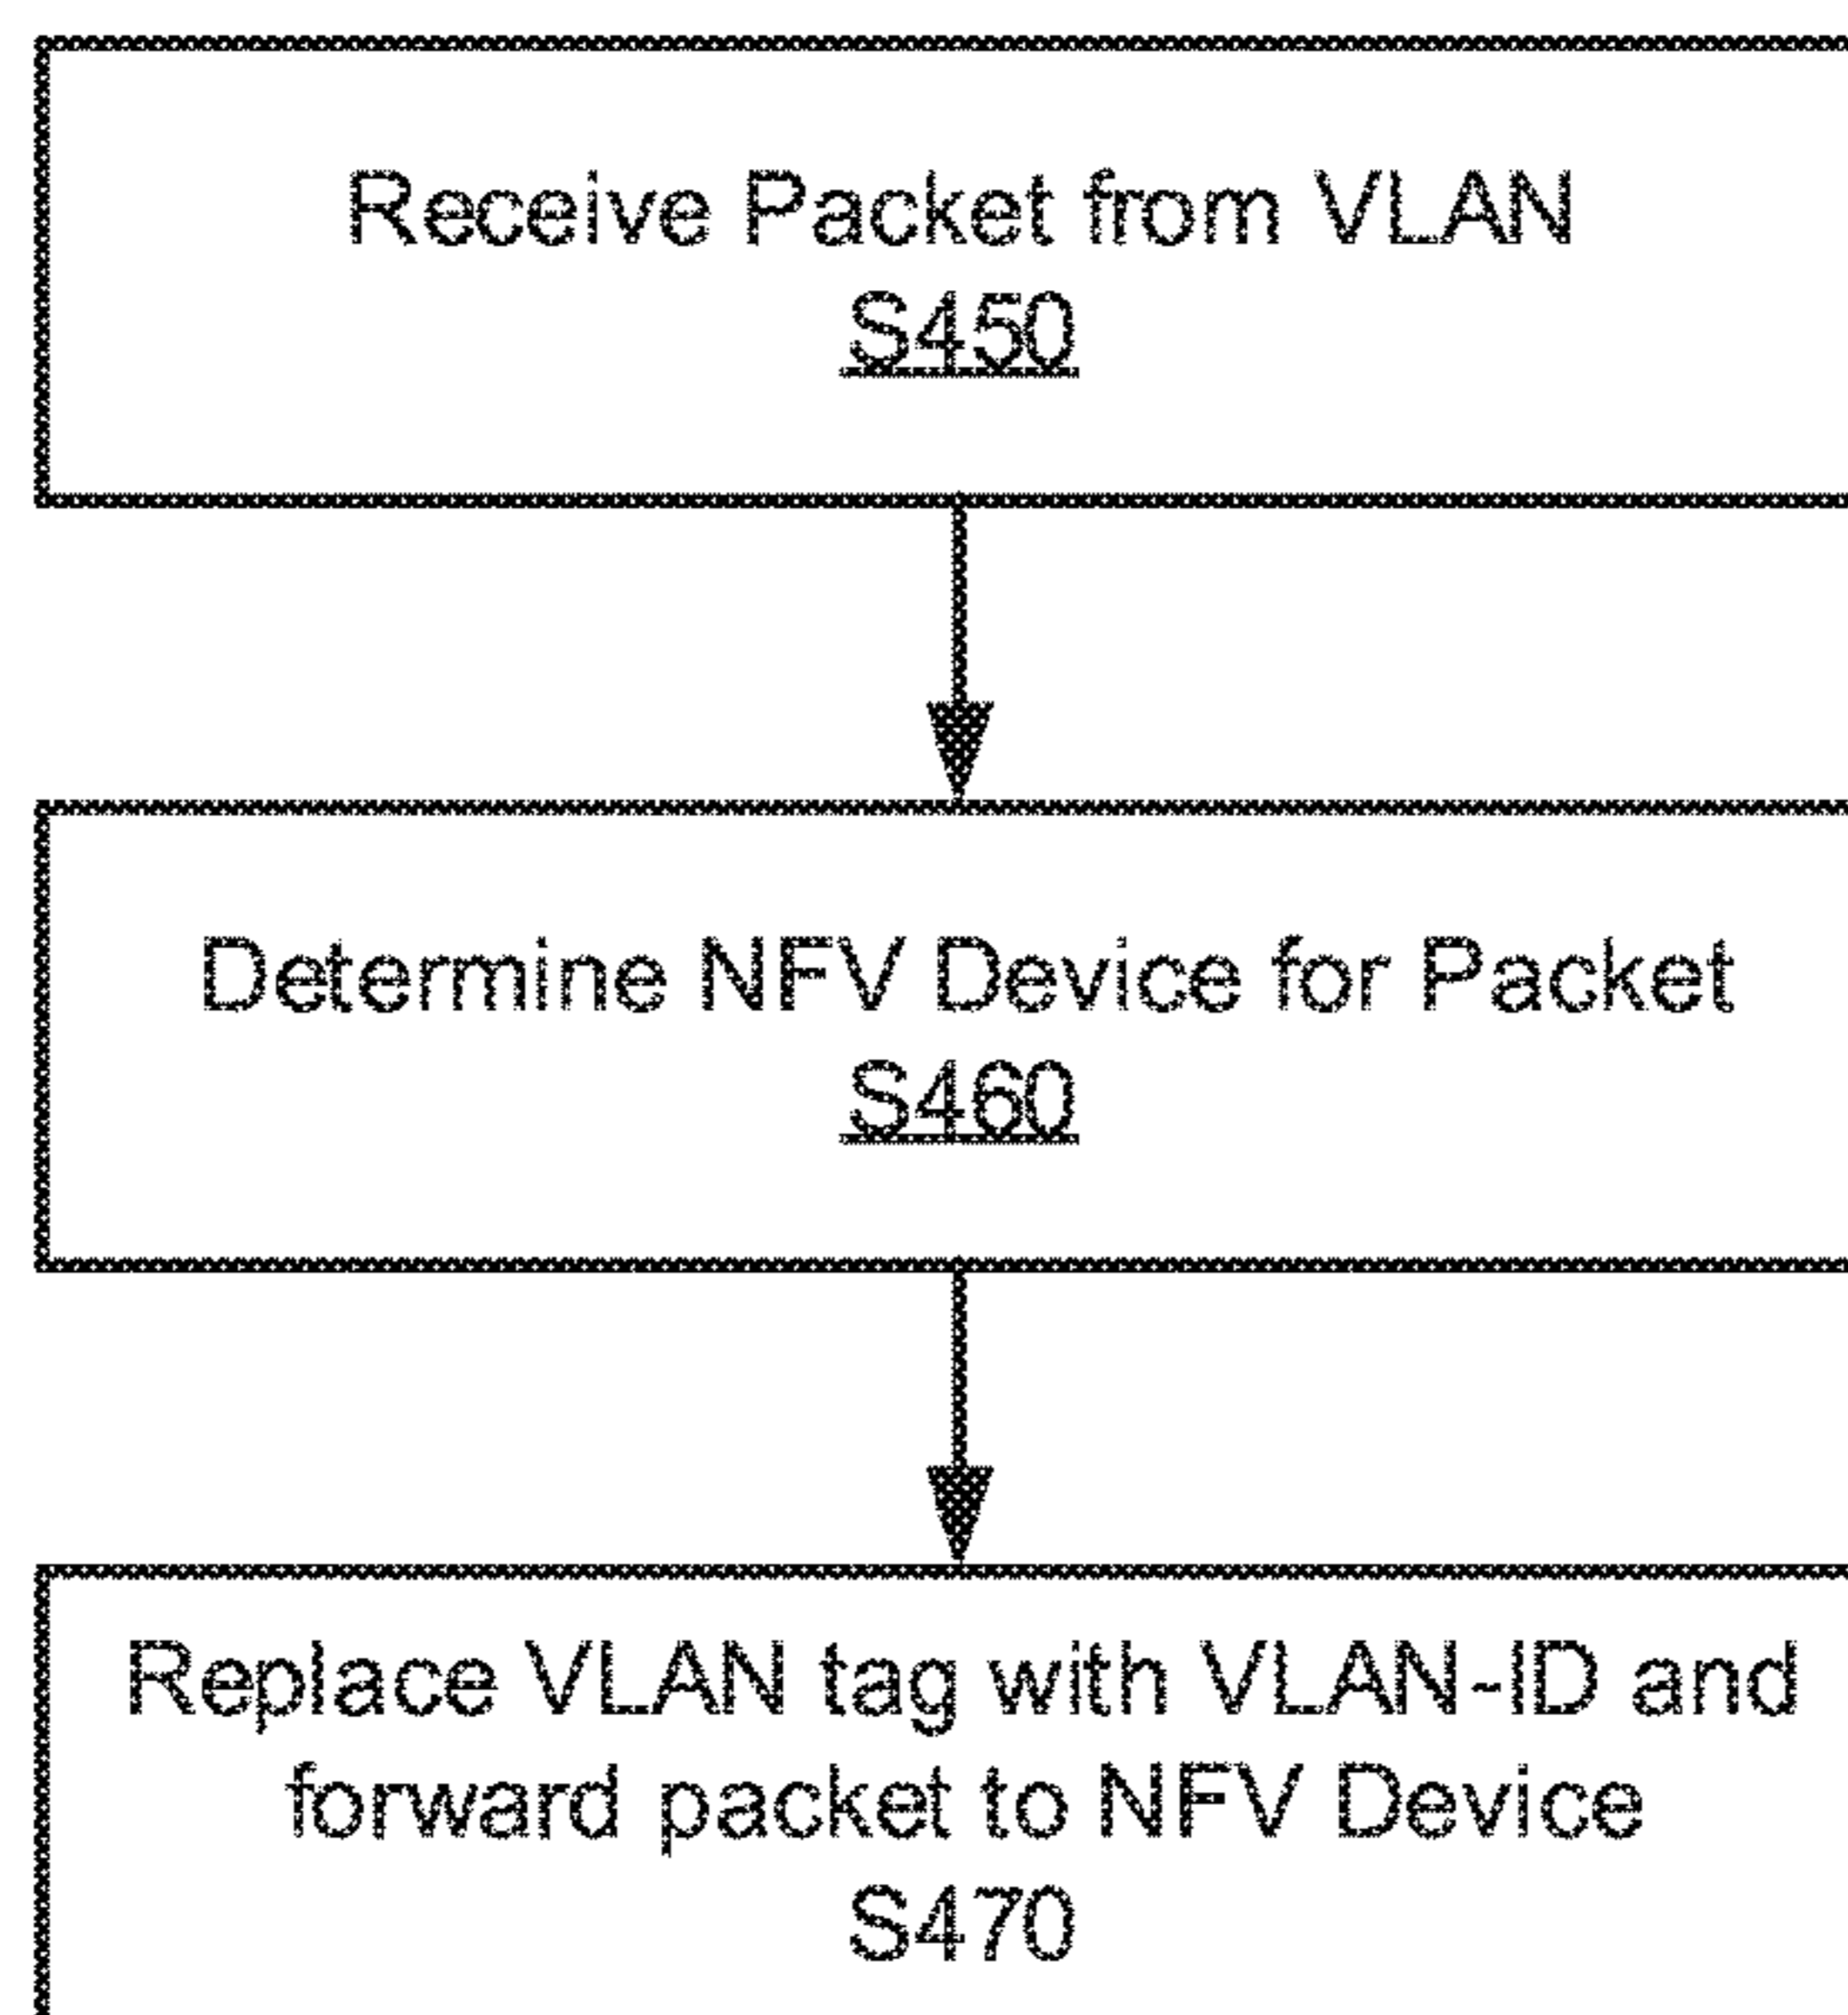 Receive Packet from VLAN
S450
Determine NFV Device for Packet
S460
Replace VLAN tag with VLAN-ID and
forward packet to NFV Device
S470